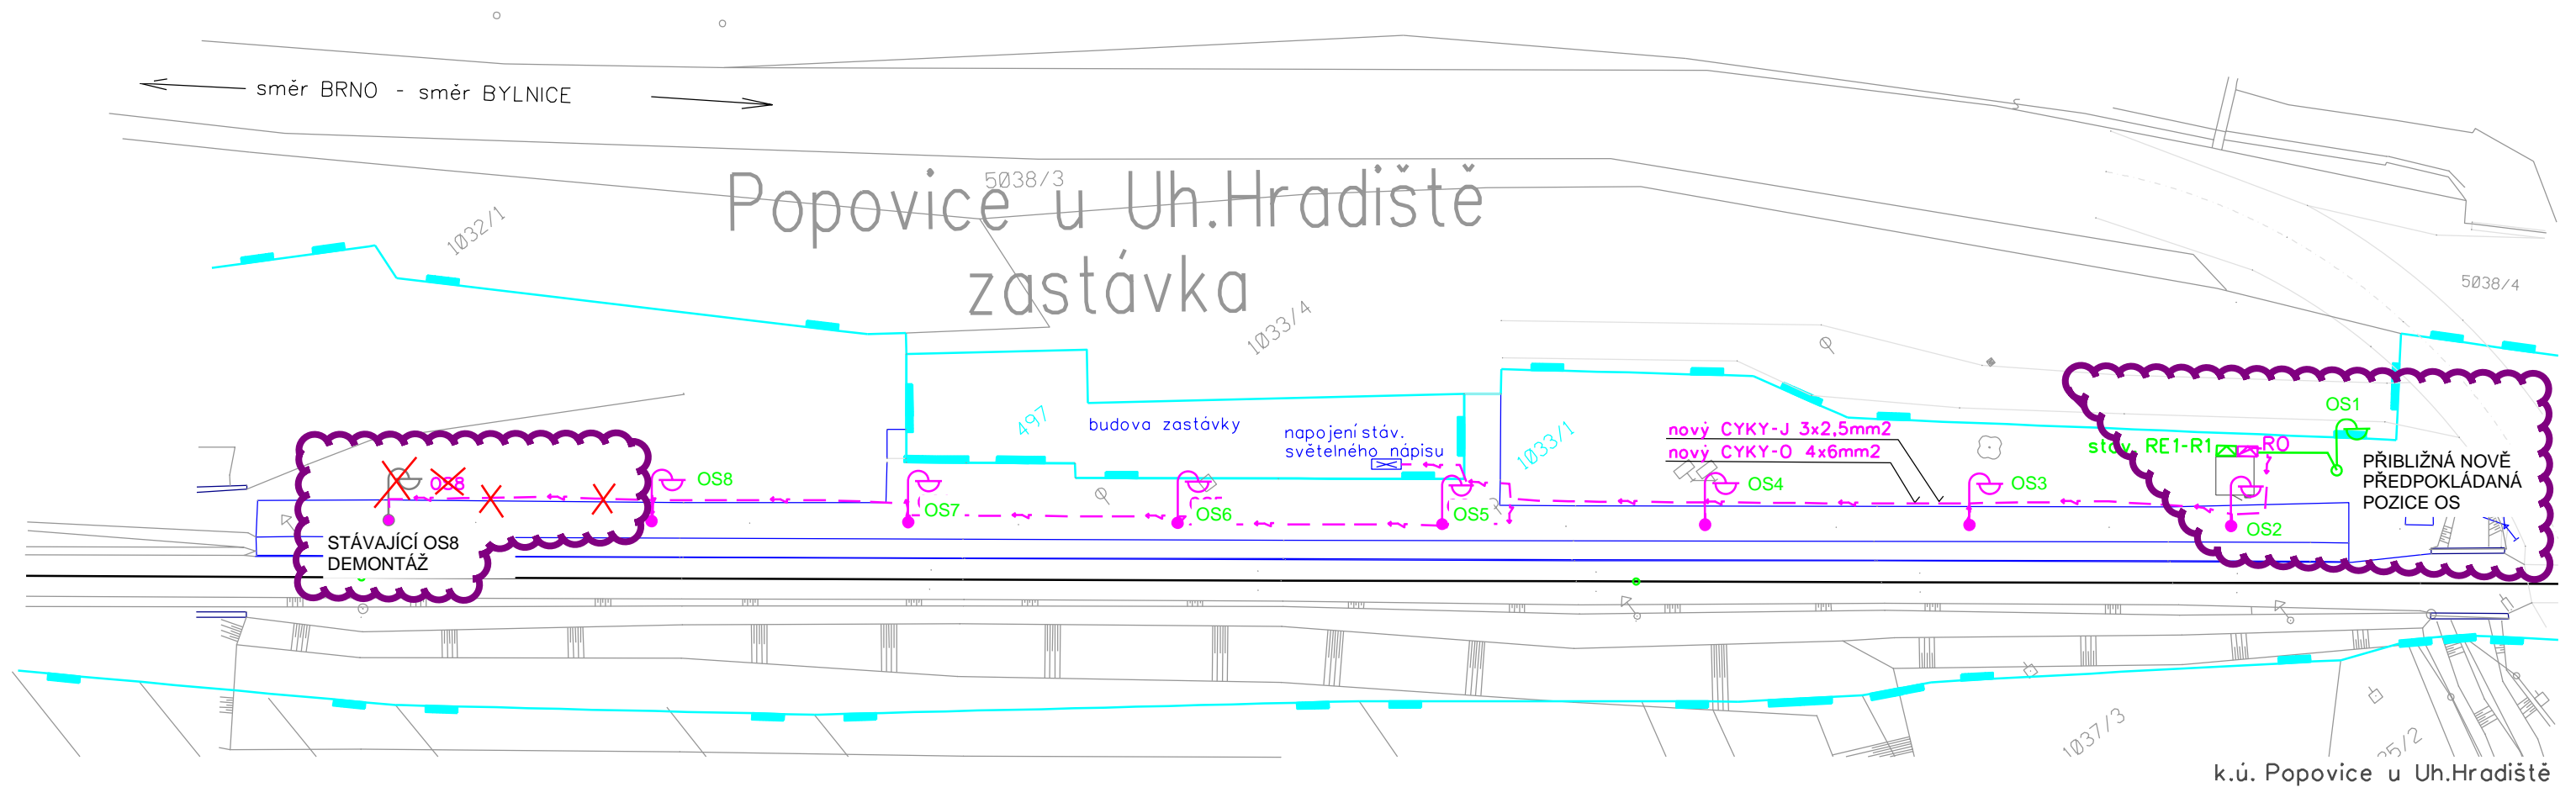 směr BRNO - směr BYLNICE
5038/3
Popovice u Uh.Hradiště
zastávka
1032/1
1033/4
5038/4
497
budova zastávky
napojení stáv.
světelného nápisu
1033/1
nový CYKY-J 3x2,5mm2
nový CYKY-O 4x6mm2
OS1
stáv. RE1-R1
RO
PŘIBLIŽNÁ NOVĚ
PŘEDPOKLÁDANÁ
POZICE OS
OS8
OS8
OS7
OS6
OS5
OS4
OS3
OS2
STÁVAJÍCÍ OS8
DEMONTÁŽ
1037/3
k.ú. Popovice u Uh.Hradiště